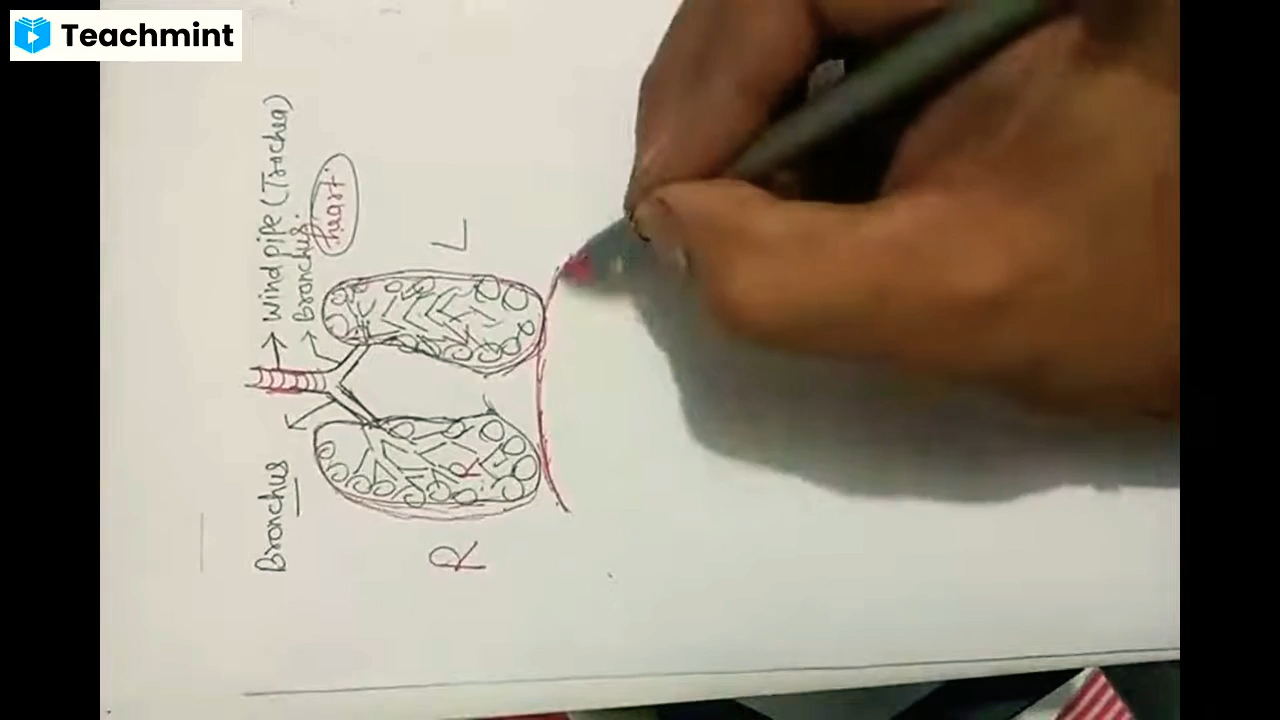 Teachmint
→ wind pipe (Trachea)
→ Bronchus.
heart.
Bronchus
L
R
R